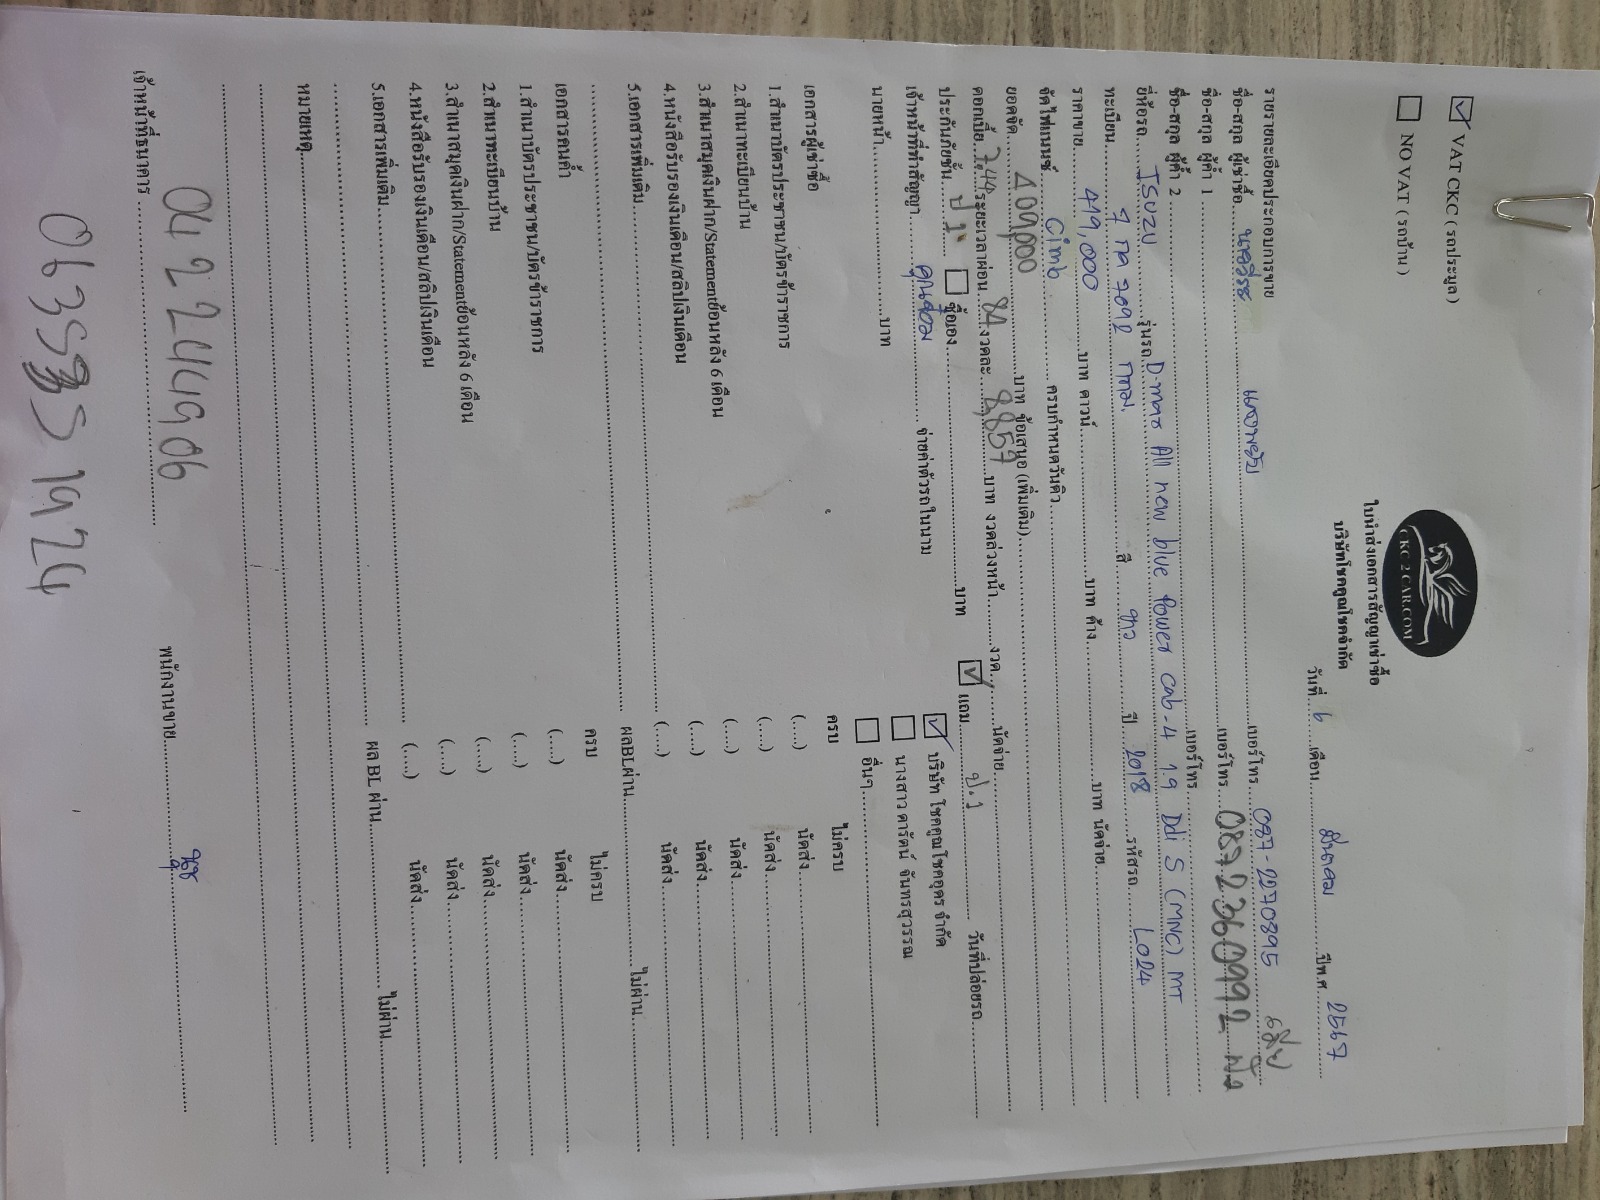 ☑ VAT CKC ( รถประมูล )
☐ NO VAT ( รถบ้าน )
CKC 2 CAR.COM
ใบนำส่งเอกสารสัญญาเช่าซื้อ
บริษัทโชคคูณโชคจำกัด
วันที่ 6 เดือน มีนาคม ปีพ.ศ 2567
รายรายละเอียดประกอบการขาย
ชื่อ-สกุล ผู้เช่าซื้อ เบอร์โทร 087-2270895
ชื่อ-สกุล ผู้ค้ำ 1 เบอร์โทร 0872360992
ชื่อ-สกุล ผู้ค้ำ 2 เบอร์โทร
ยี่ห้อรถ ISUZU รุ่นรถ D-max All new blue Power Cab-4 1.9 Ddi S (MNC) MT
ทะเบียน กทม. สี ขาว ปี 2018 รหัสรถ L024
ราคาขาย 419,000 บาท ดาวน์ บาท ค้าง บาท นัดจ่าย
จัดไฟแนนซ์ Cimb ครบกำหนดวันคิว
ยอดจัด 409,000 บาท ข้อเสนอ (เพิ่มเติม)
ดอกเบี้ย 7.44 ระยะเวลาผ่อน 84 งวดละ 8,857 บาท งวดล่วงหน้า งวด นัดจ่าย
ประกันภัยชั้น ป.1 ☐ ซื้อเอง บาท ☑ แถม ป.1 วันที่ปล่อยรถ
เจ้าหน้าที่ทำสัญญา จ่ายค่าตัวรถในนาม ☑ บริษัท โชคคูณโชคอุดร จำกัด
นายหน้า บาท ☐ นางสาว ดารัตน์ จันทรสุวรรณ
☐ อื่นๆ
เอกสารผู้เช่าซื้อ ครบ ไม่ครบ
1.สำเนาบัตรประชาชน/บัตรข้าราชการ (....) นัดส่ง
2.สำเนาทะเบียนบ้าน (....) นัดส่ง
3.สำเนาสมุดเงินฝาก/Statementย้อนหลัง 6 เดือน (....) นัดส่ง
4.หนังสือรับรองเงินเดือน/สลิปเงินเดือน (....) นัดส่ง
5.เอกสารเพิ่มเติม ผลBLผ่าน ไม่ผ่าน
เอกสารคนค้ำ ครบ ไม่ครบ
1.สำเนาบัตรประชาชน/บัตรข้าราชการ (....) นัดส่ง
2.สำเนาทะเบียนบ้าน (....) นัดส่ง
3.สำเนาสมุดเงินฝาก/Statementย้อนหลัง 6 เดือน (....) นัดส่ง
4.หนังสือรับรองเงินเดือน/สลิปเงินเดือน (....) นัดส่ง
5.เอกสารเพิ่มเติม ผล BL ผ่าน ไม่ผ่าน
หมายเหตุ
เจ้าหน้าที่ธนาคาร พนักงานขาย